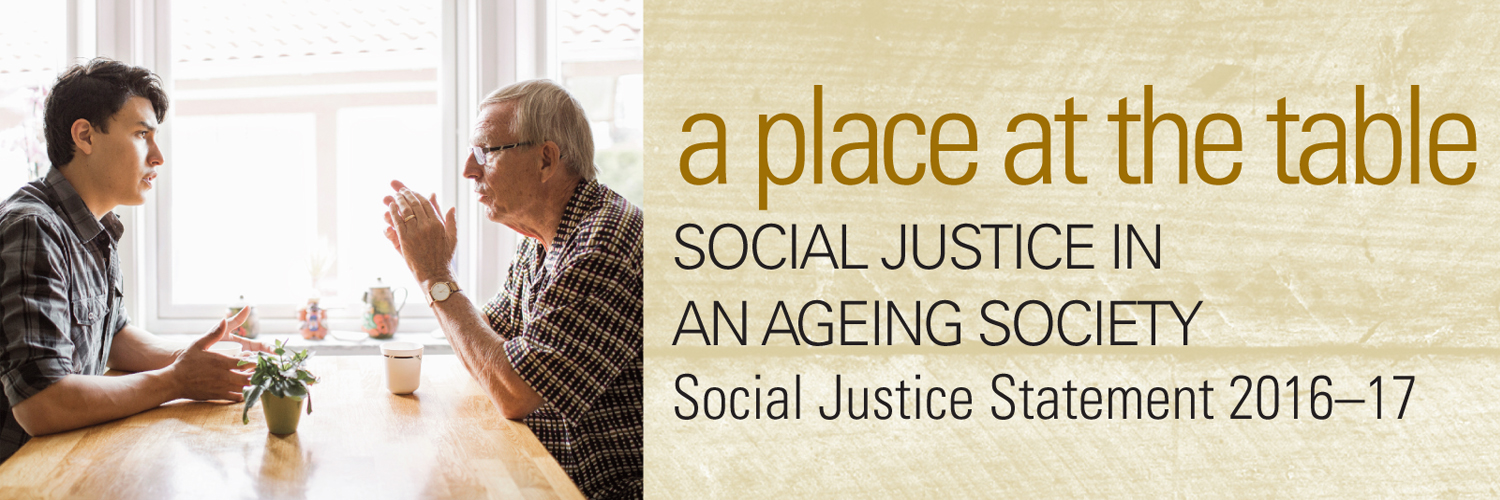 a place at the table
SOCIAL JUSTICE IN
AN AGEING SOCIETY
Social Justice Statement 2016–17